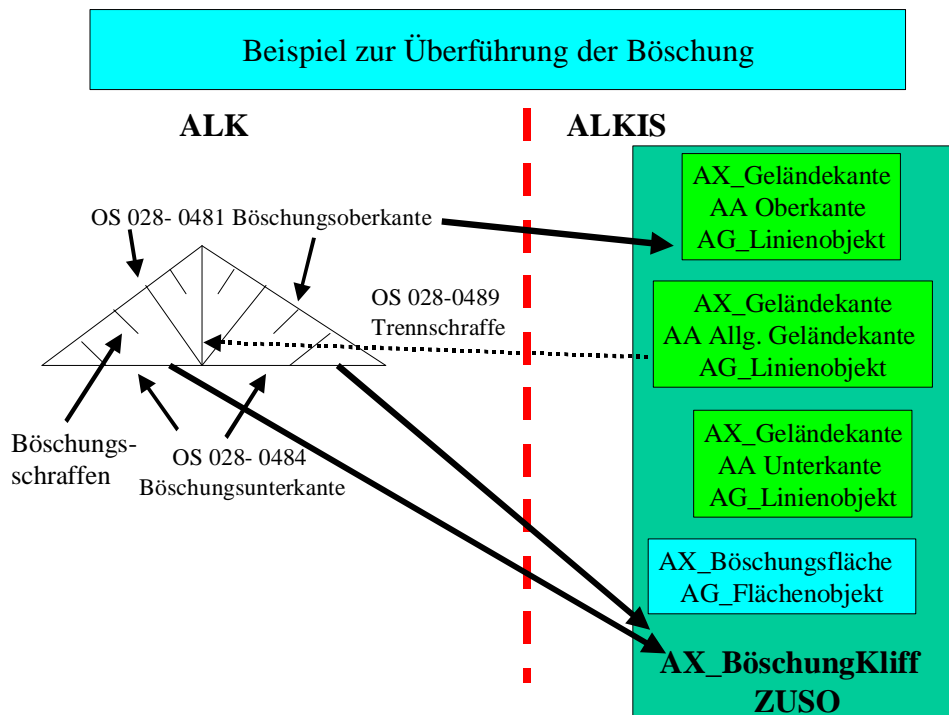 Beispiel zur Überführung der Böschung
ALK
ALKIS
OS 028- 0481 Böschungsoberkante
OS 028-0489
Trennschraffe
Böschungs-
schraffen
OS 028- 0484
Böschungsunterkante
AX_Geländekante
AA Oberkante
AG_Linienobjekt
AX_Geländekante
AA Allg. Geländekante
AG_Linienobjekt
AX_Geländekante
AA Unterkante
AG_Linienobjekt
AX_Böschungsfläche
AG_Flächenobjekt
AX_BöschungKliff
ZUSO